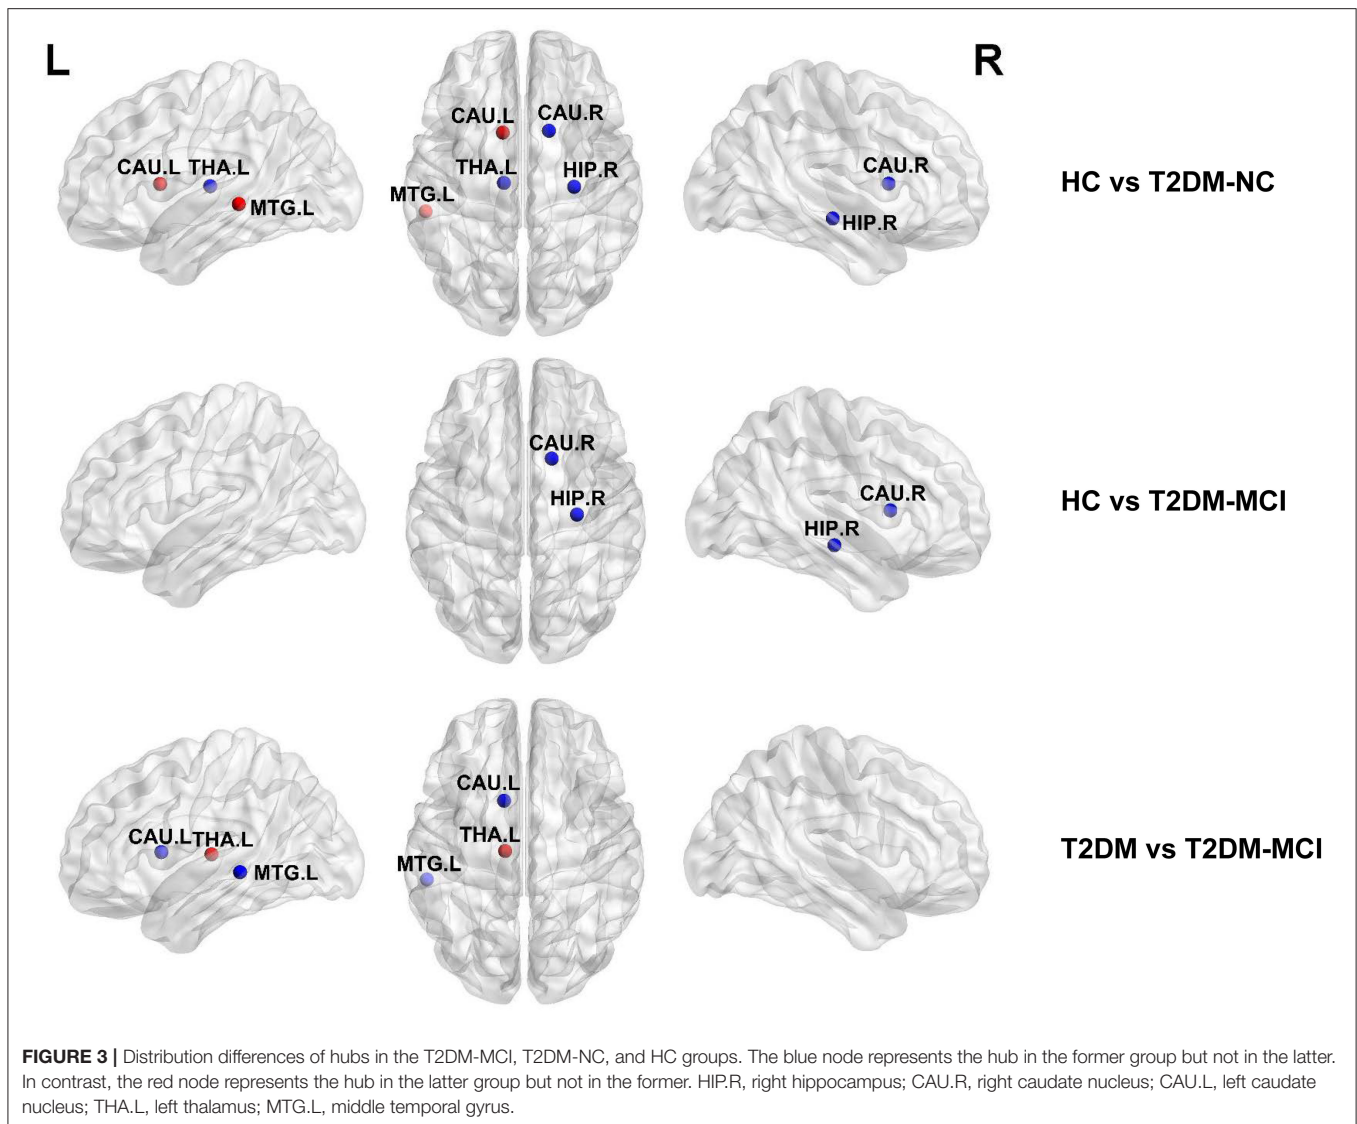 L
R
CAU.L
CAU.R
CAU.L THA.L
THA.L
HIP.R
CAU.R
MTG.L
MTG.L
HIP.R
HC vs T2DM-NC
CAU.R
HIP.R
CAU.R
HIP.R
HC vs T2DM-MCI
CAU.L
CAU.L THA.L
THA.L
MTG.L
MTG.L
T2DM vs T2DM-MCI
FIGURE 3 | Distribution differences of hubs in the T2DM-MCI, T2DM-NC, and HC groups. The blue node represents the hub in the former group but not in the latter.
In contrast, the red node represents the hub in the latter group but not in the former. HIP.R, right hippocampus; CAU.R, right caudate nucleus; CAU.L, left caudate
nucleus; THA.L, left thalamus; MTG.L, middle temporal gyrus.